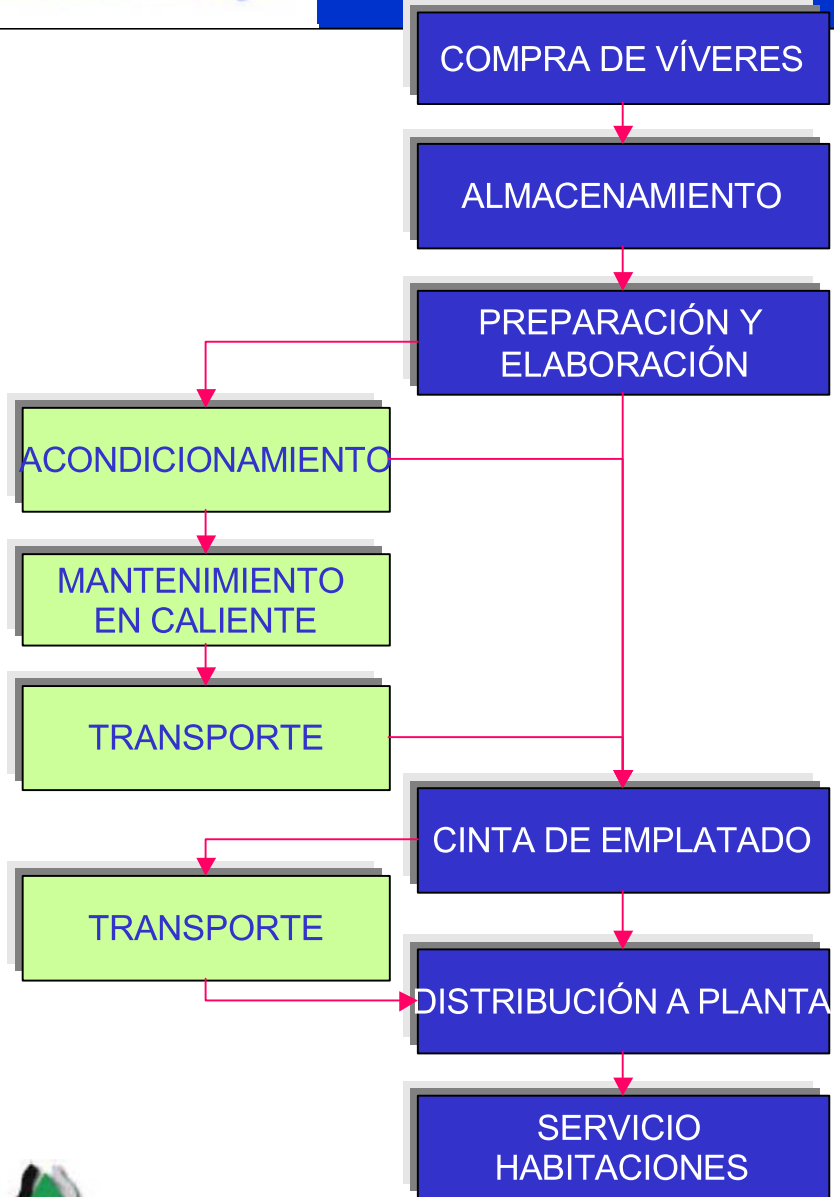 COMPRA DE VÍVERES
ALMACENAMIENTO
PREPARACIÓN Y
ELABORACIÓN
ACONDICIONAMIENTO
MANTENIMIENTO
EN CALIENTE
TRANSPORTE
CINTA DE EMPLATADO
TRANSPORTE
DISTRIBUCIÓN A PLANTA
SERVICIO
HABITACIONES